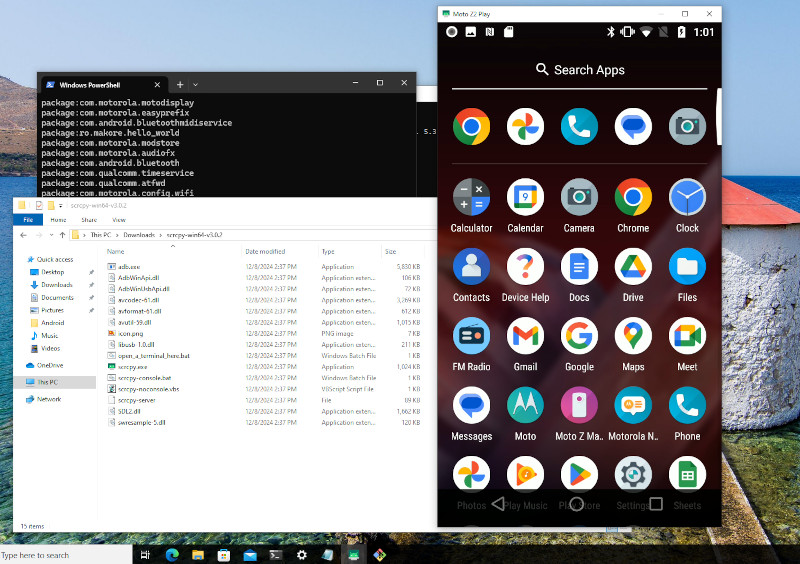 Moto Z2 Play
1:01
Search Apps
Calculator
Calendar
Camera
Chrome
Clock
Contacts
Device Help
Docs
Drive
Files
FM Radio
Gmail
Google
Maps
Meet
Messages
Moto
Moto Z Ma..
Motorola N..
Phone
Photos
Play Music
Play Store
Settings
Sheets
Windows PowerShell
package:com.motorola.motodisplay
package:com.motorola.easyprefix
package:com.android.bluetoothmidiservice
package:ro.makore.hello_world
package:com.motorola.modstore
package:com.motorola.audiofx
package:com.android.bluetooth
package:com.qualcomm.timeservice
package:com.qualcomm.atfwd
package:com.motorola.config.wifi
5.3
scrcpy-win64-v3.0.2
File Home Share View
This PC > Downloads > scrcpy-win64-v3.0.2
Quick access
Desktop
Downloads
Documents
Pictures
Android
Music
Videos
OneDrive
This PC
Network
Name Date modified Type Size
adb.exe 12/8/2024 2:37 PM Application 5,830 KB
AdbWinApi.dll 12/8/2024 2:37 PM Application exten... 106 KB
AdbWinUsbApi.dll 12/8/2024 2:37 PM Application exten... 72 KB
avcodec-61.dll 12/8/2024 2:37 PM Application exten... 3,269 KB
avformat-61.dll 12/8/2024 2:37 PM Application exten... 612 KB
avutil-59.dll 12/8/2024 2:37 PM Application exten... 1,015 KB
icon.png 12/8/2024 2:37 PM PNG image 7 KB
libusb-1.0.dll 12/8/2024 2:37 PM Application exten... 211 KB
open_a_terminal_here.bat 12/8/2024 2:37 PM Windows Batch File 1 KB
scrcpy.exe 12/8/2024 2:37 PM Application 1,024 KB
scrcpy-console.bat 12/8/2024 2:37 PM Windows Batch File 1 KB
scrcpy-noconsole.vbs 12/8/2024 2:37 PM VBScript Script File 1 KB
scrcpy-server 12/8/2024 2:37 PM File 89 KB
SDL2.dll 12/8/2024 2:37 PM Application exten... 1,662 KB
swresample-5.dll 12/8/2024 2:37 PM Application exten... 120 KB
15 items
Type here to search